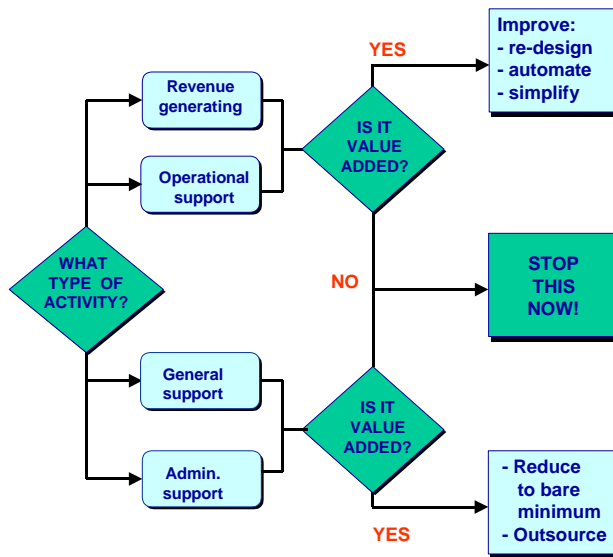 Revenue
generating
Operational
support
WHAT
TYPE OF
ACTIVITY?
General
support
Admin.
support
YES
IS IT
VALUE
ADDED?
NO
IS IT
VALUE
ADDED?
YES
Improve:
- re-design
- automate
- simplify
STOP
THIS
NOW!
- Reduce
to bare
minimum
- Outsource